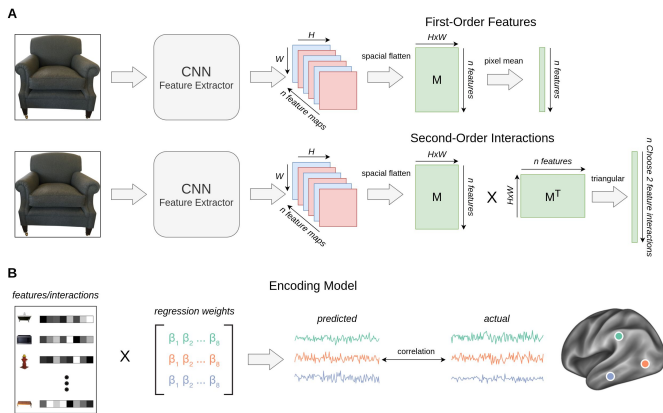 A
First-Order Features
CNN
Feature Extractor
H
W
n feature maps
spacial flatten
HxW
M
n features
pixel mean
n features
Second-Order Interactions
CNN
Feature Extractor
H
W
n feature maps
spacial flatten
HxW
M
n features
X
n features
HxW
Mᵀ
triangular
n Choose 2 feature interactions
B
Encoding Model
features/interactions
X
regression weights
β₁ β₂ ... β₈
β₁ β₂ ... β₈
β₁ β₂ ... β₈
predicted
correlation
actual